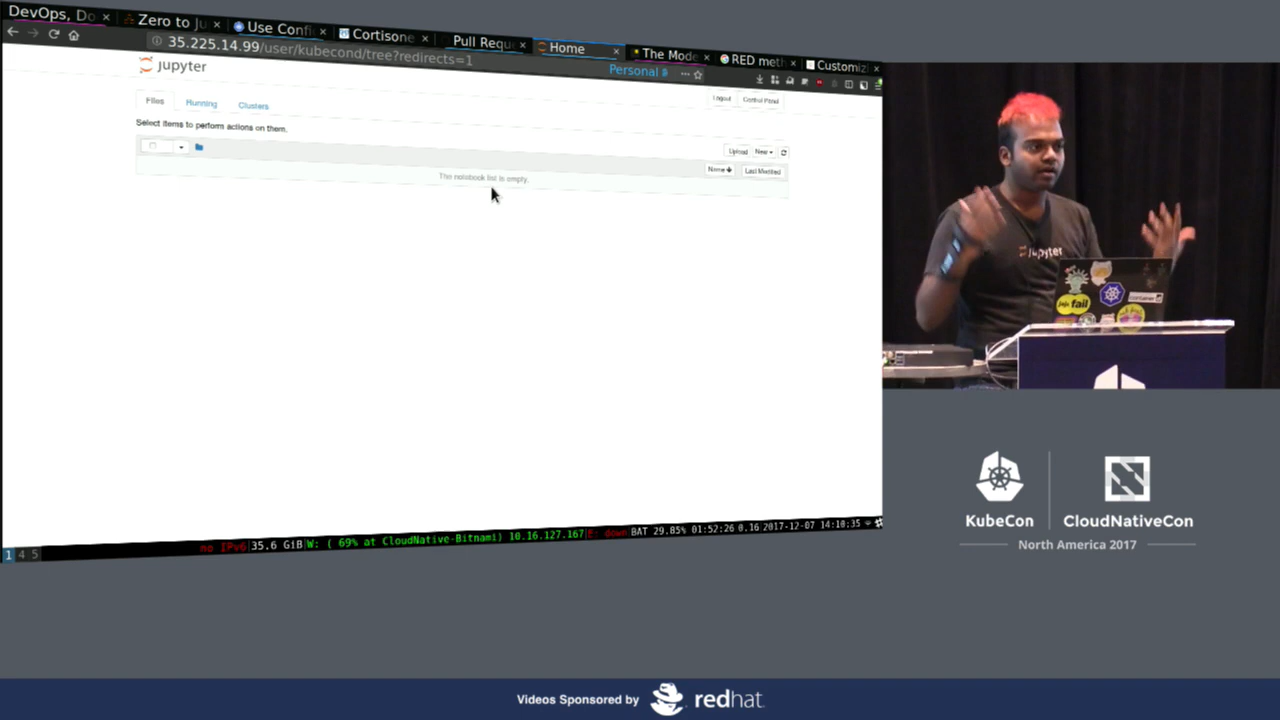 DevOps, Do
Zero to Ju
Use Confi
Cortisone
Pull Requ
Home
The Mode
RED meth
Customiz
35.225.14.99/user/kubecond/tree?redirects=1
Personal
jupyter
Logout
Control Panel
Files
Running
Clusters
Select items to perform actions on them.
Upload
New
Name
Last Modified
The notebook list is empty.
jupyter
fail
KubeCon
CloudNativeCon
North America 2017
1 4 5
no IPv6|35.6 GiB|W: ( 69% at CloudNative-Bitnami) 10.16.127.167|E: down|BAT 29.85% 01:52:26 0.16 2017-12-07 14:10:35
Videos Sponsored by
redhat